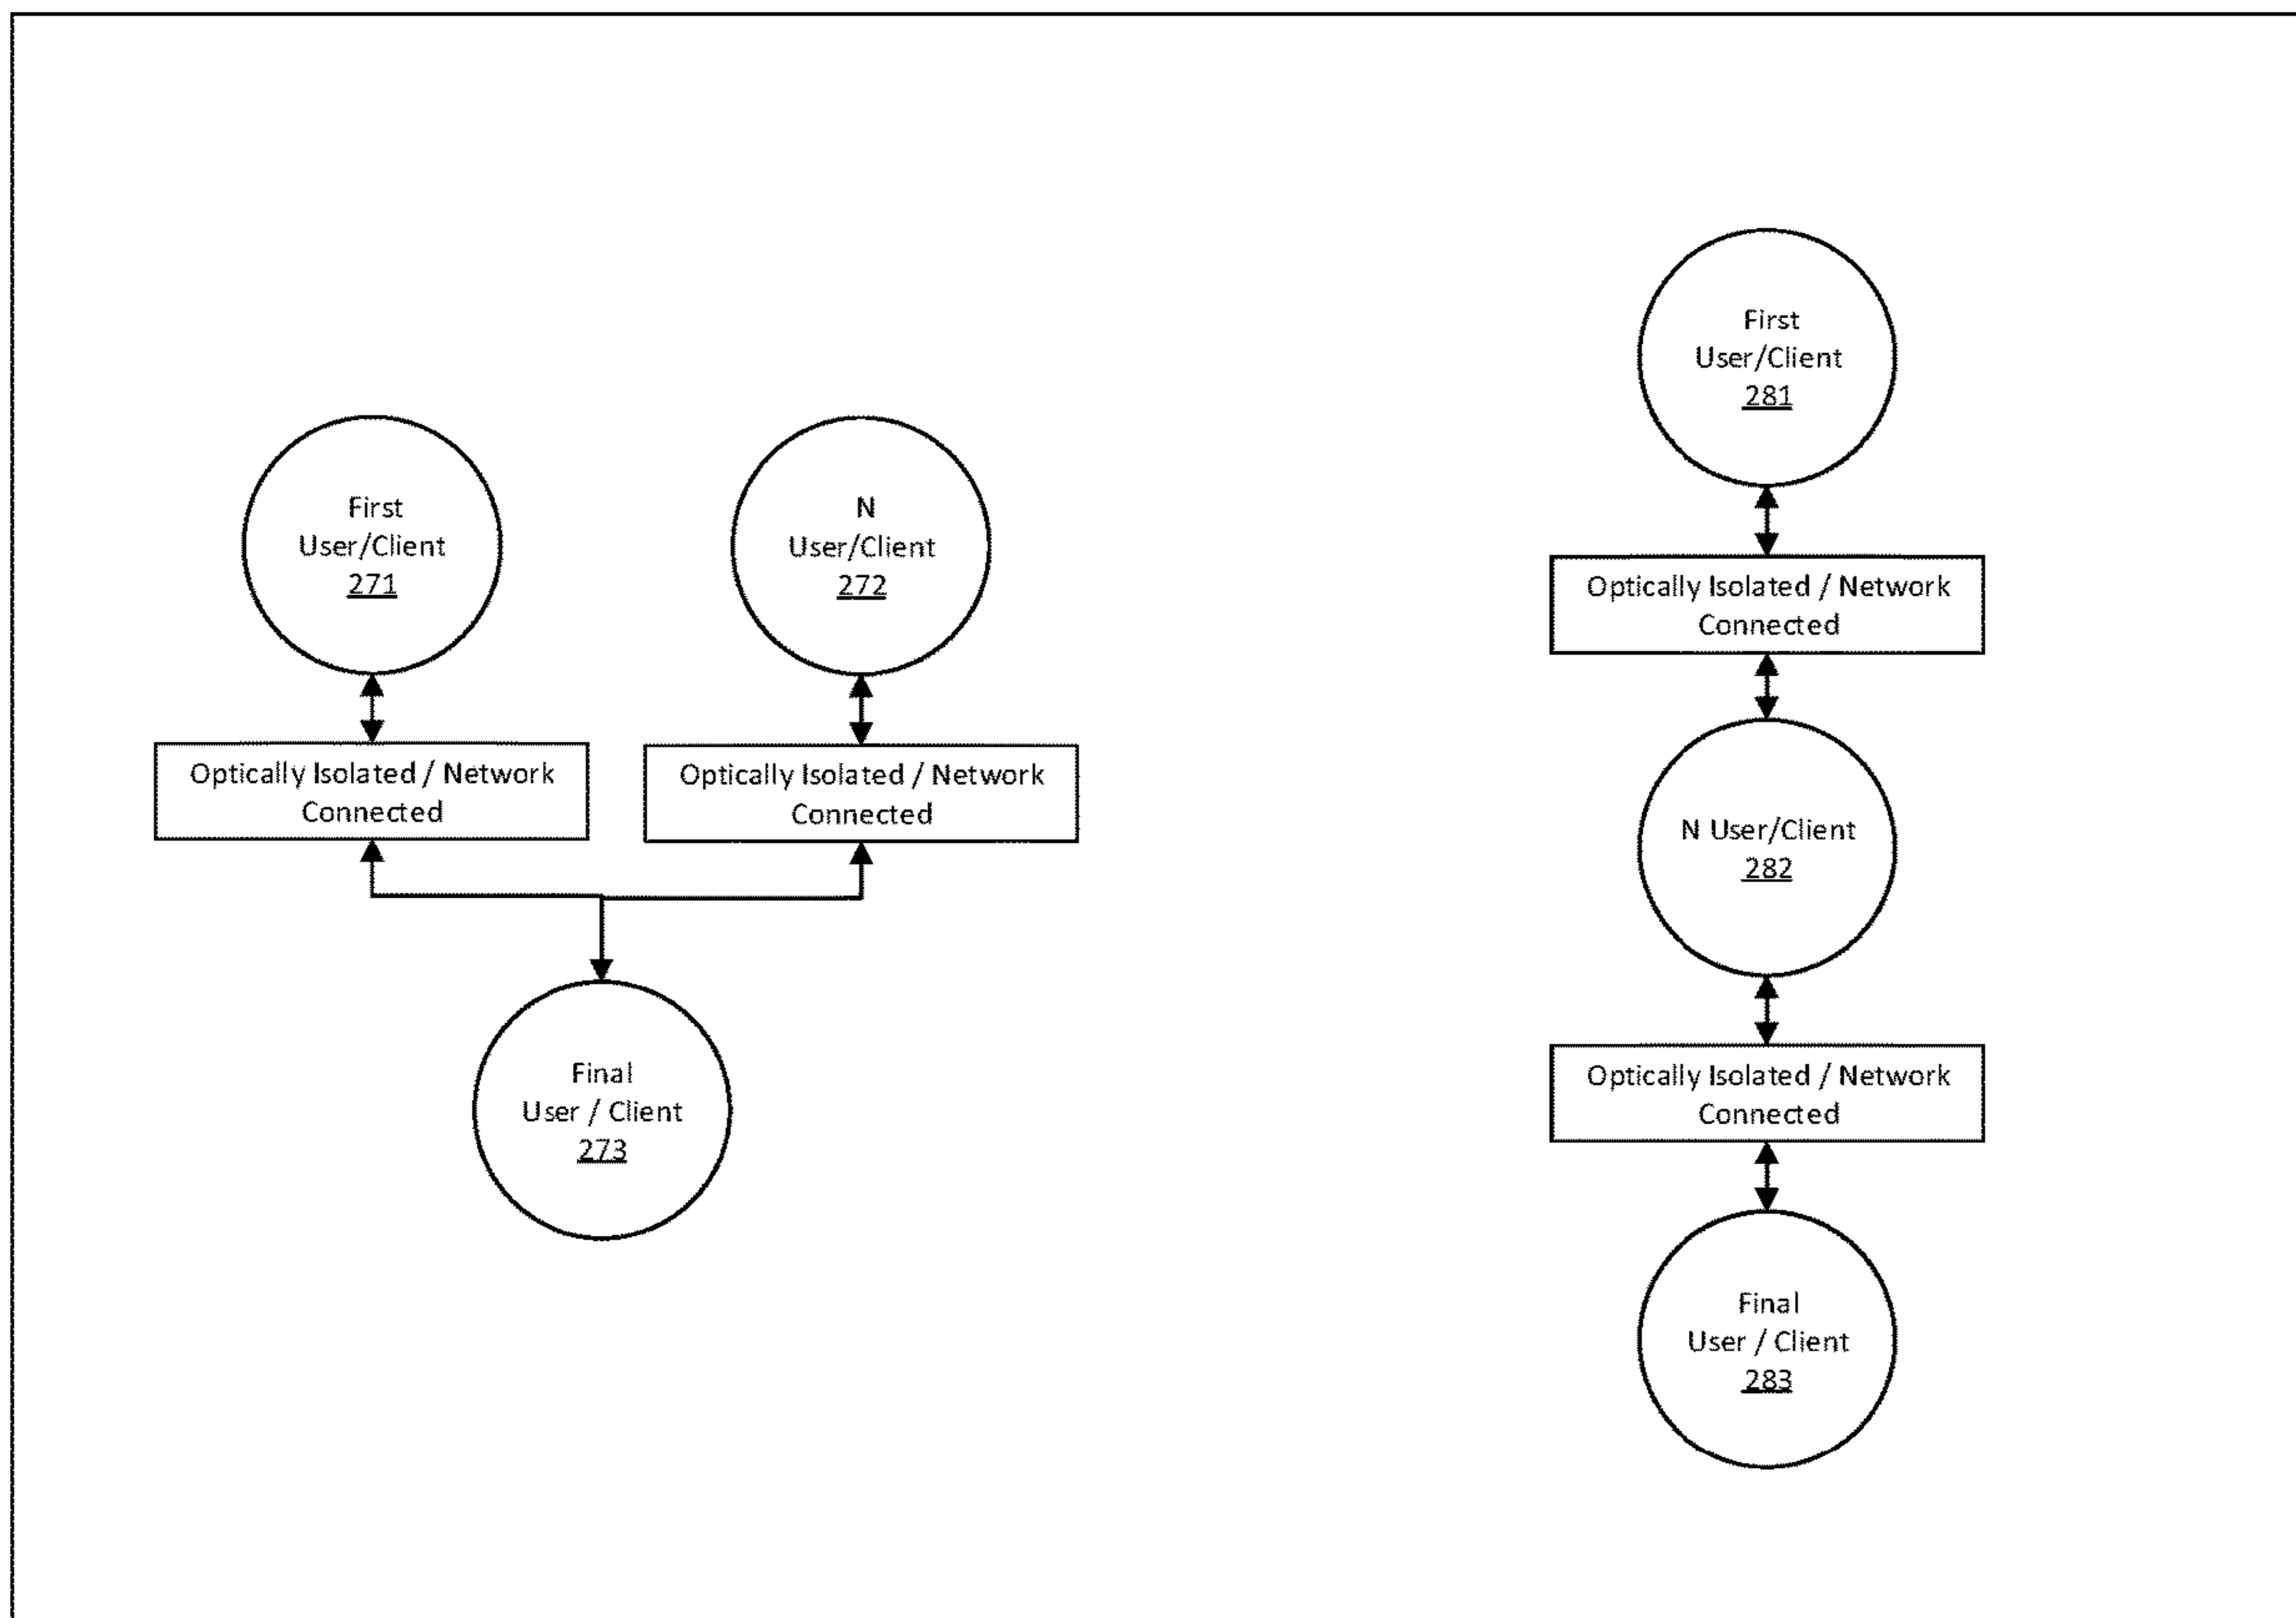 First
User/Client
271
N
User/Client
272
Optically Isolated / Network
Connected
Optically Isolated / Network
Connected
Final
User / Client
273
First
User/Client
281
Optically Isolated / Network
Connected
N User/Client
282
Optically Isolated / Network
Connected
Final
User / Client
283